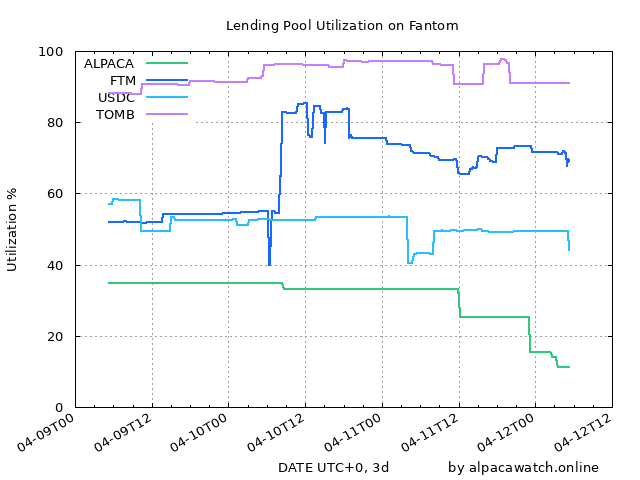 Lending Pool Utilization on Fantom
100
80
60
40
20
0
Utilization %
ALPACA
FTM
USDC
TOMB
04-09T00
04-09T12
04-10T00
04-10T12
04-11T00
04-11T12
04-12T00
04-12T12
DATE UTC+0, 3d
by alpacawatch.online